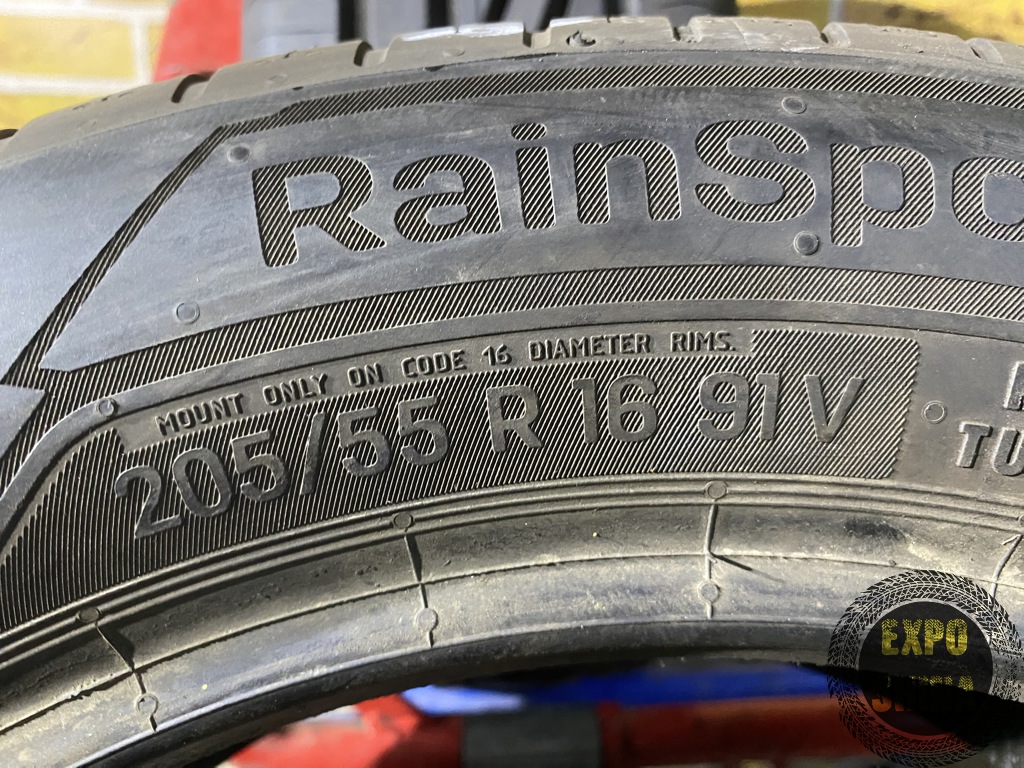 RainSpo
MOUNT ONLY ON CODE 16 DIAMETER RIMS.
205/55 R 16 91V
TU
EXPO